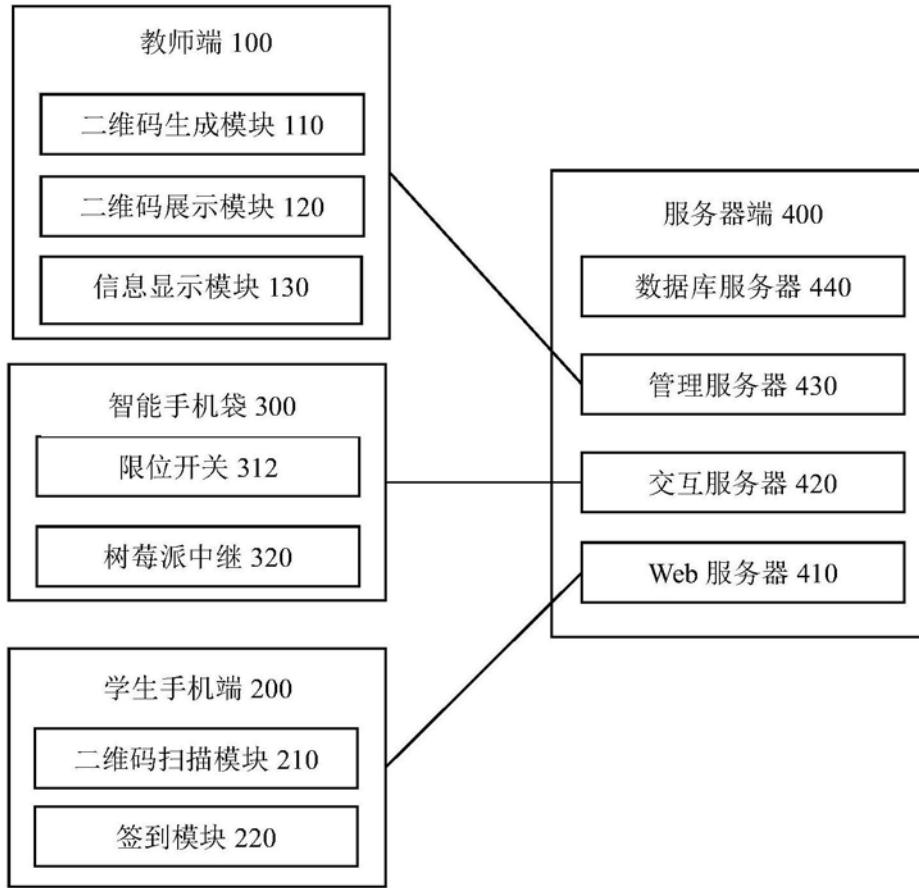 教师端 100
二维码生成模块 110
二维码展示模块 120
信息显示模块 130
智能手机袋 300
限位开关 312
树莓派中继 320
学生手机端 200
二维码扫描模块 210
签到模块 220
服务器端 400
数据库服务器 440
管理服务器 430
交互服务器 420
Web 服务器 410